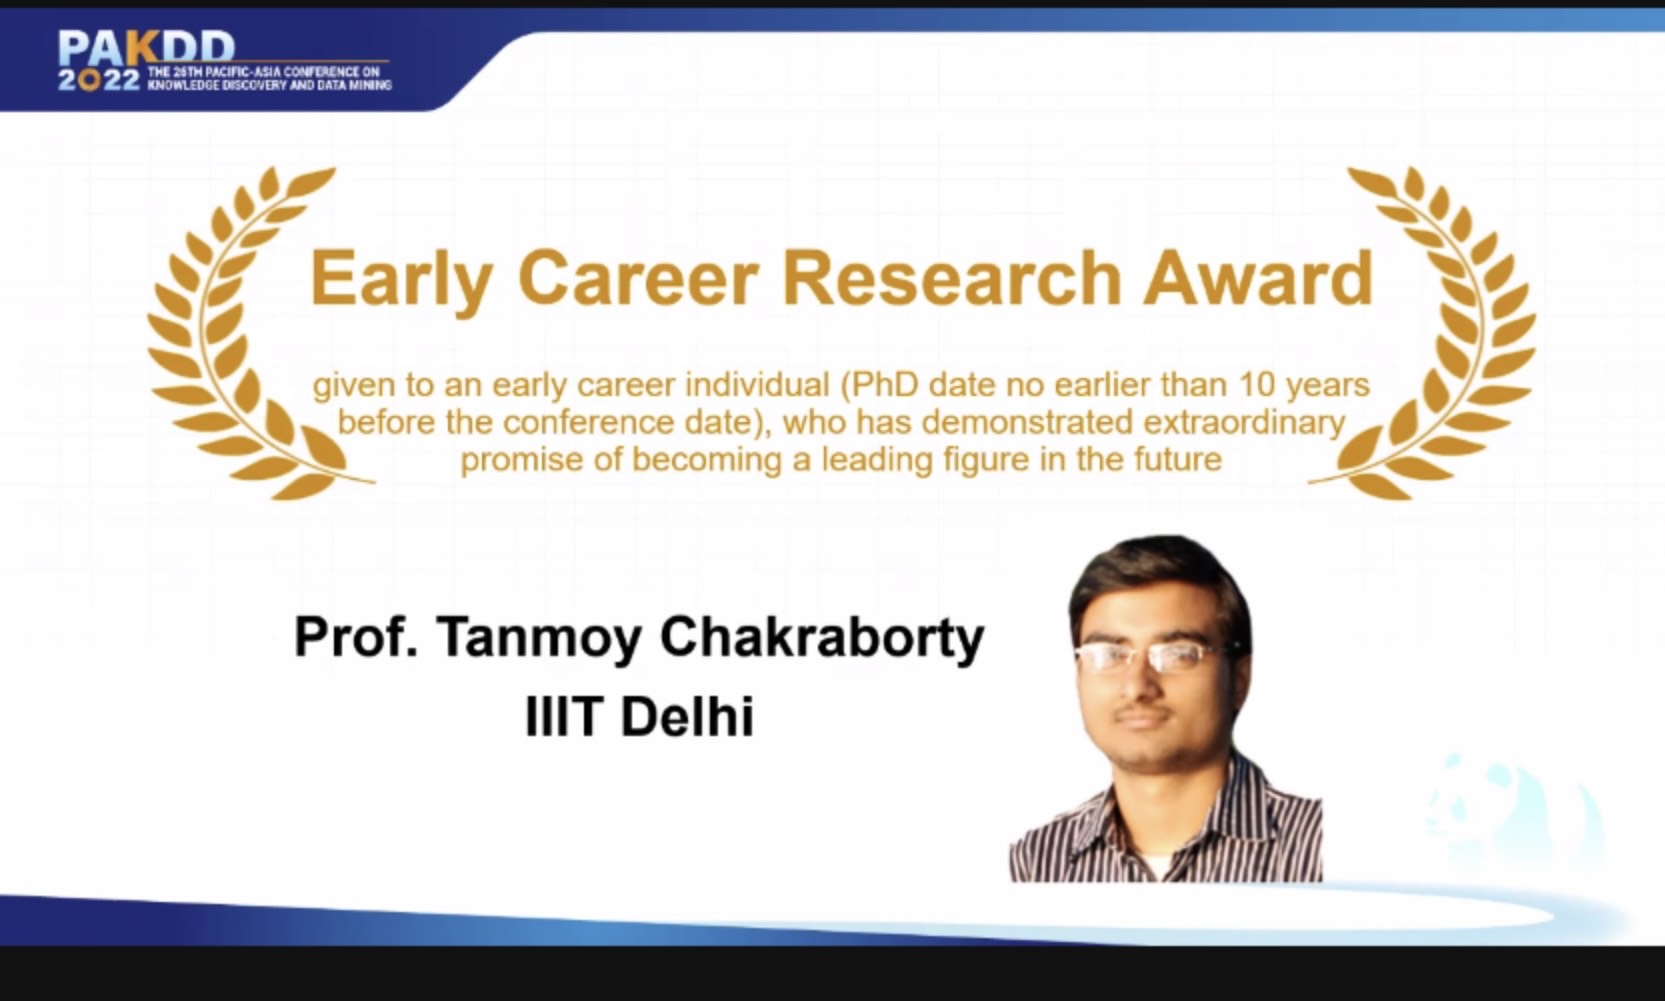 PAKDD
2022 THE 26TH PACIFIC-ASIA CONFERENCE ON
KNOWLEDGE DISCOVERY AND DATA MINING
Early Career Research Award
given to an early career individual (PhD date no earlier than 10 years
before the conference date), who has demonstrated extraordinary
promise of becoming a leading figure in the future
Prof. Tanmoy Chakraborty
IIIT Delhi